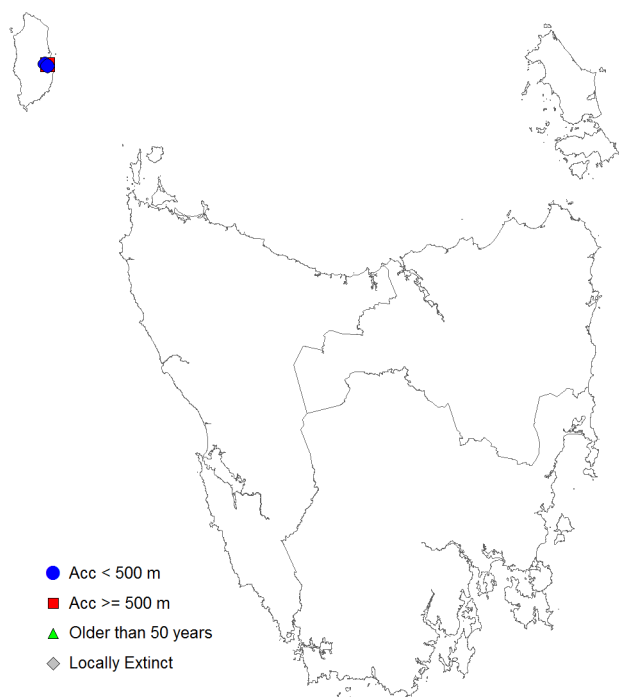 Acc < 500 m
Acc >= 500 m
Older than 50 years
Locally Extinct